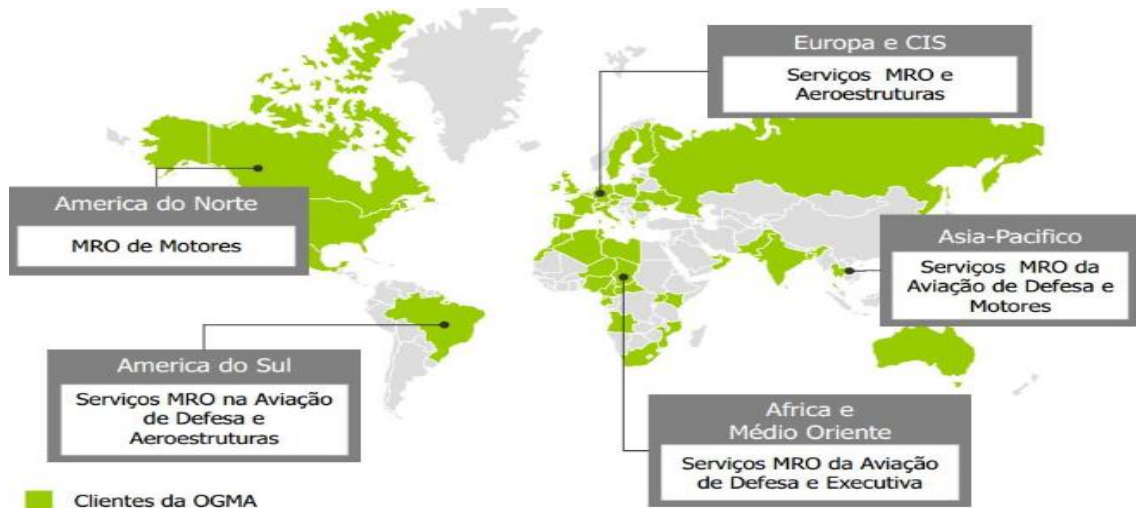 Europa e CIS
Serviços MRO e
Aeroestruturas
America do Norte
MRO de Motores
Asia-Pacifico
Serviços MRO da
Aviação de Defesa e
Motores
America do Sul
Serviços MRO na Aviação
de Defesa e
Aeroestruturas
Africa e
Médio Oriente
Serviços MRO da Aviação
de Defesa e Executiva
Clientes da OGMA